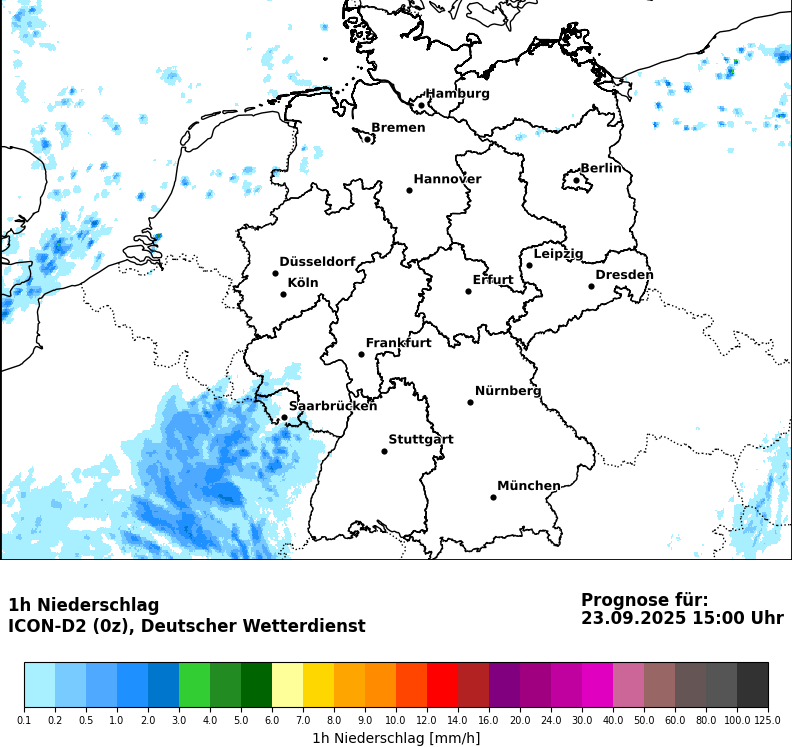 Hamburg
Bremen
Berlin
Hannover
Leipzig
Düsseldorf
Dresden
Köln
Erfurt
Frankfurt
Nürnberg
Saarbrücken
Stuttgart
München
1h Niederschlag
ICON-D2 (0z), Deutscher Wetterdienst
Prognose für:
23.09.2025 15:00 Uhr
0.1 0.2 0.5 1.0 2.0 3.0 4.0 5.0 6.0 7.0 8.0 9.0 10.0 12.0 14.0 16.0 20.0 24.0 30.0 40.0 50.0 60.0 80.0 100.0 125.0
1h Niederschlag [mm/h]